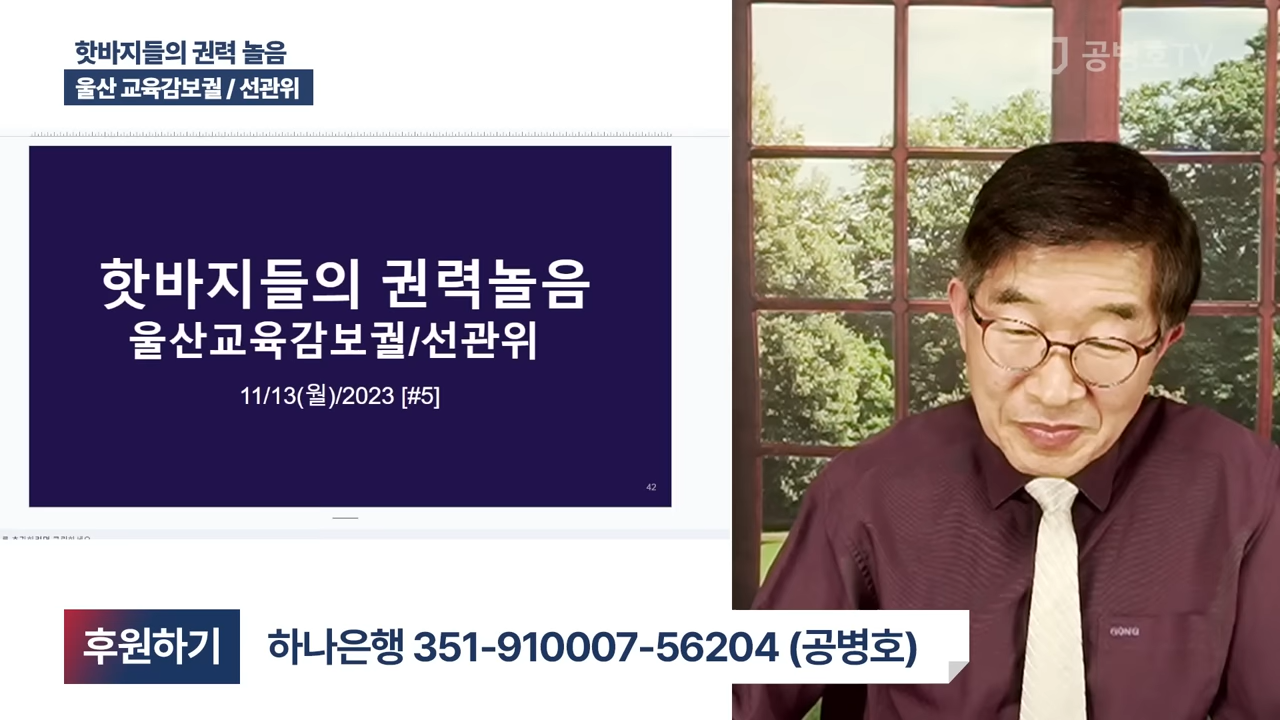 핫바지들의 권력 놀음
울산 교육감보궐 / 선관위
공병호TV
핫바지들의 권력놀음
울산교육감보궐/선관위
11/13(월)/2023 [#5]
42
후원하기
하나은행 351-910007-56204 (공병호)
GONG